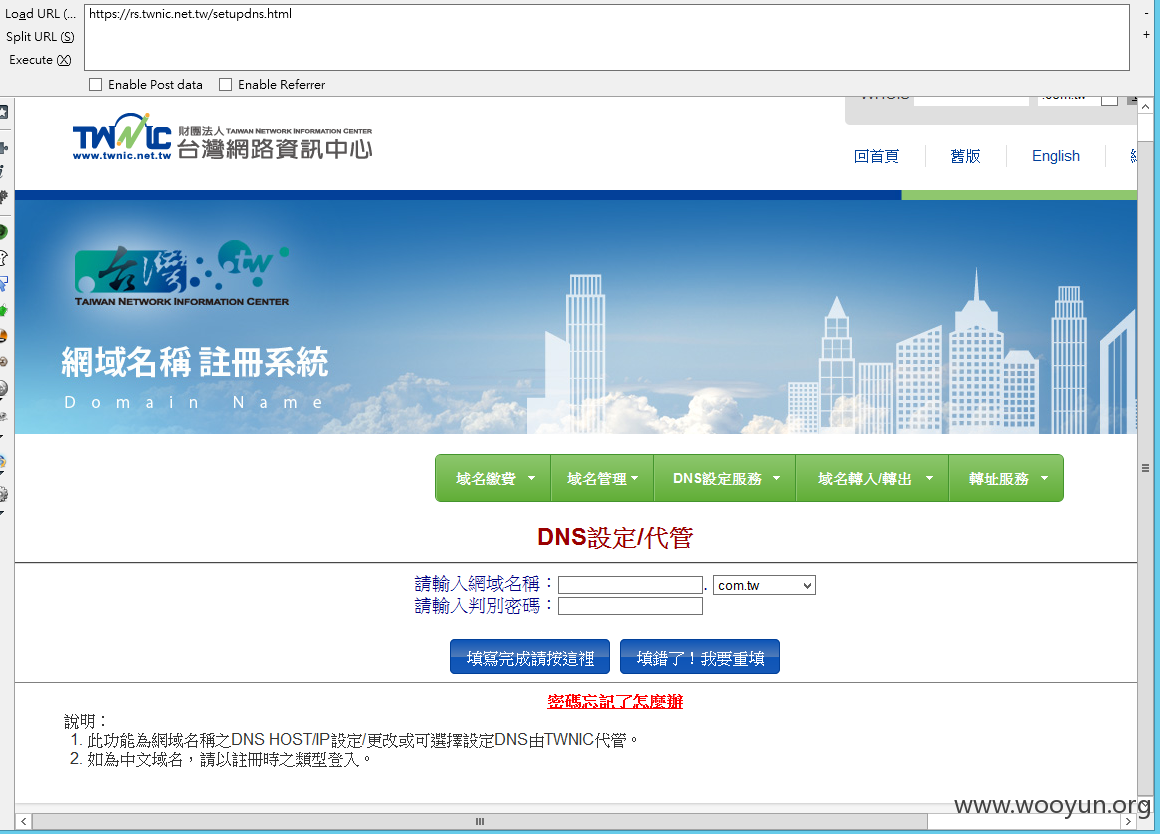 Load URL (...
https://rs.twnic.net.tw/setupdns.html
Split URL (S)
Execute (X)
Enable Post data
Enable Referrer
WHOIS
.com.tw
TWNIC 財團法人 TAIWAN NETWORK INFORMATION CENTER
www.twnic.net.tw 台灣網路資訊中心
回首頁
舊版
English
台灣 .tw
TAIWAN NETWORK INFORMATION CENTER
網域名稱 註冊系統
Domain Name
域名繳費
域名管理
DNS設定服務
域名轉入/轉出
轉址服務
DNS設定/代管
請輸入網域名稱：
. com.tw
請輸入判別密碼：
填寫完成請按這裡
填錯了！我要重填
密碼忘記了怎麼辦
說明：
1. 此功能為網域名稱之DNS HOST/IP設定/更改或可選擇設定DNS由TWNIC代管。
2. 如為中文域名，請以註冊時之類型登入。
www.wooyun.org